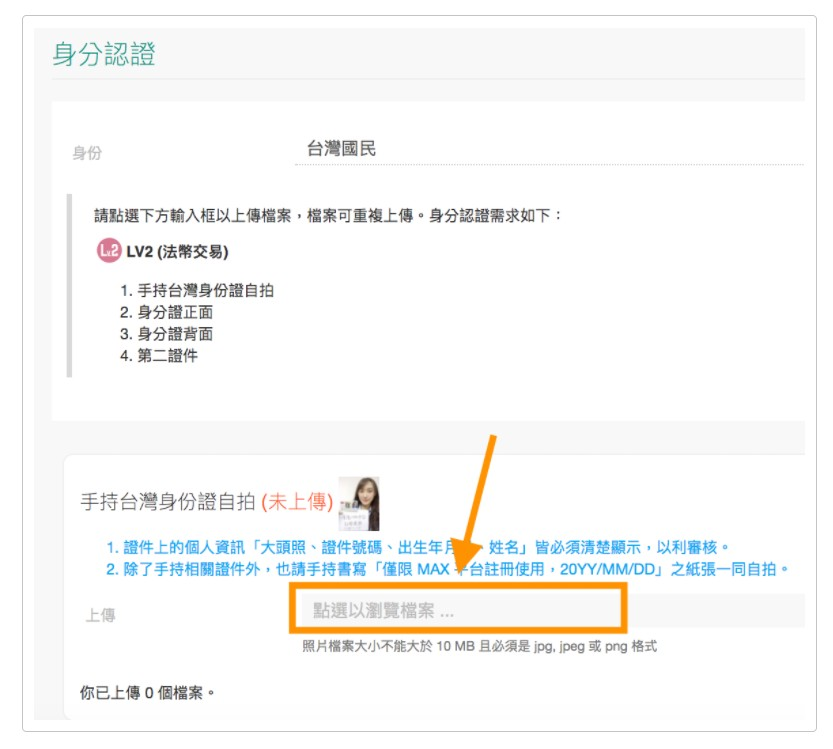 身分認證
身份
台灣國民
請點選下方輸入框以上傳檔案，檔案可重複上傳。身分認證需求如下：
Lv.2 LV2 (法幣交易)
1. 手持台灣身份證自拍
2. 身分證正面
3. 身分證背面
4. 第二證件
手持台灣身份證自拍 (未上傳)
1. 證件上的個人資訊「大頭照、證件號碼、出生年月、姓名」皆必須清楚顯示，以利審核。
2. 除了手持相關證件外，也請手持書寫「僅限 MAX 平台註冊使用，20YY/MM/DD」之紙張一同自拍。
上傳
點選以瀏覽檔案 ...
照片檔案大小不能大於 10 MB 且必須是 jpg, jpeg 或 png 格式
你已上傳 0 個檔案。